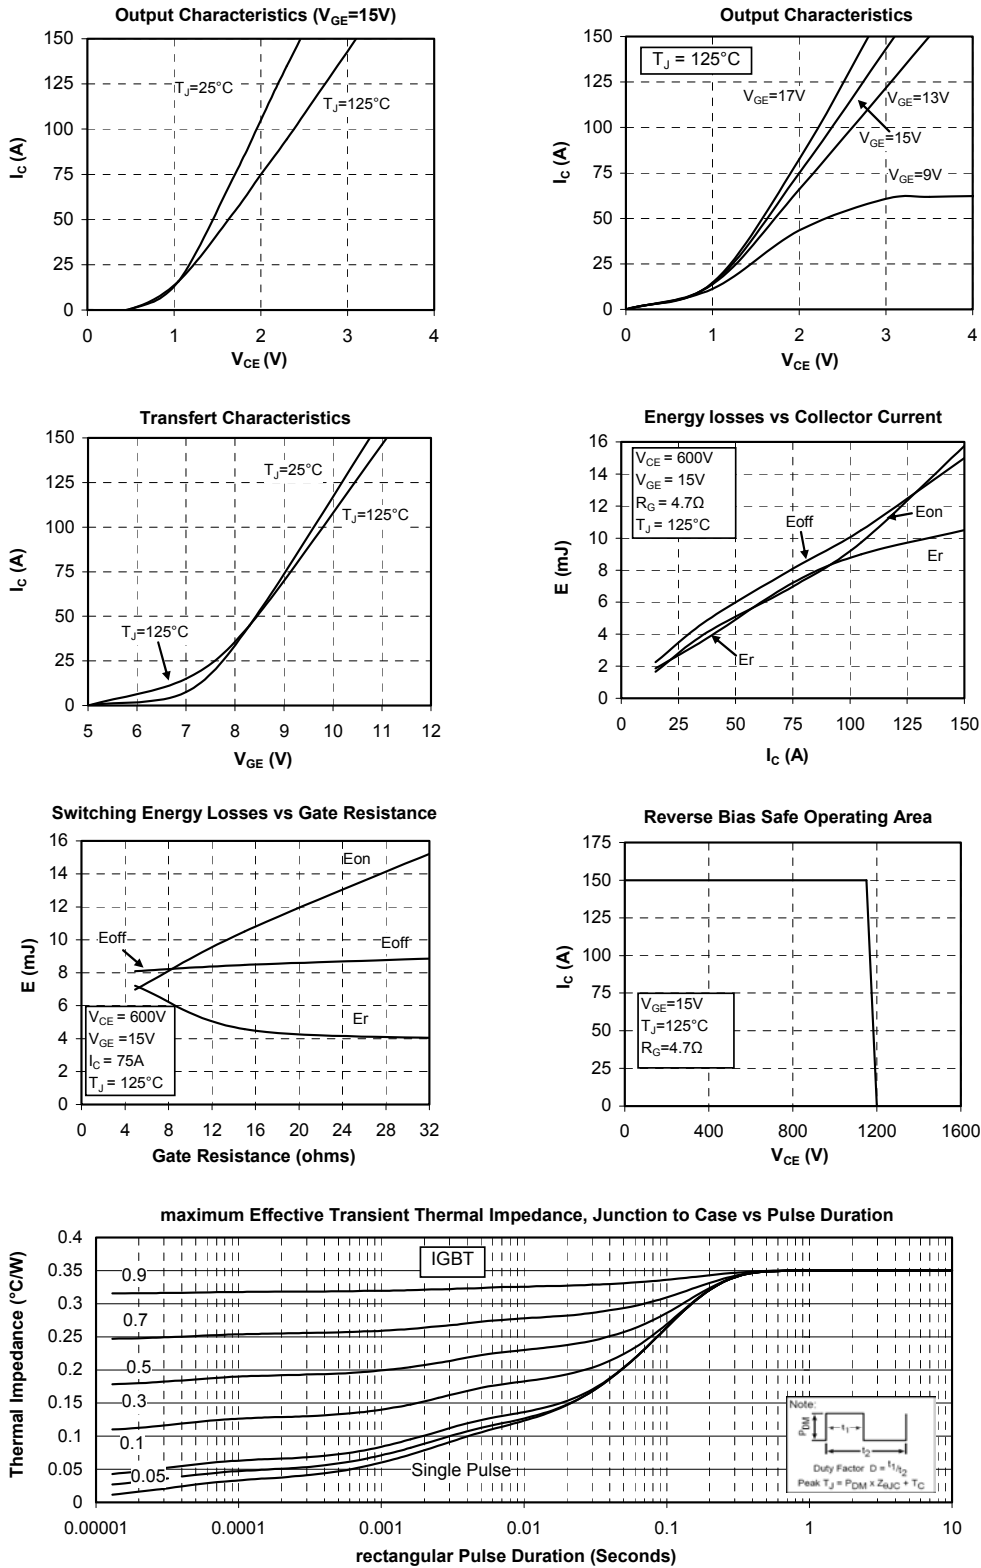 Output Characteristics (VGE=15V)
150
125
100
75
50
25
0
0 1 2 3 4
IC (A)
VCE (V)
TJ=25°C
TJ=125°C
Output Characteristics
150
125
100
75
50
25
0
0 1 2 3 4
IC (A)
VCE (V)
TJ = 125°C
VGE=17V
VGE=13V
VGE=15V
VGE=9V
Transfert Characteristics
150
125
100
75
50
25
0
5 6 7 8 9 10 11 12
IC (A)
VGE (V)
TJ=25°C
TJ=125°C
TJ=125°C
Energy losses vs Collector Current
16
14
12
10
8
6
4
2
0
0 25 50 75 100 125 150
E (mJ)
IC (A)
VCE = 600V
VGE = 15V
RG = 4.7Ω
TJ = 125°C
Eoff
Eon
Er
Er
Switching Energy Losses vs Gate Resistance
16
14
12
10
8
6
4
2
0
0 4 8 12 16 20 24 28 32
E (mJ)
Gate Resistance (ohms)
Eon
Eoff
Eoff
Er
VCE = 600V
VGE =15V
IC = 75A
TJ = 125°C
Reverse Bias Safe Operating Area
175
150
125
100
75
50
25
0
0 400 800 1200 1600
IC (A)
VCE (V)
VGE=15V
TJ=125°C
RG=4.7Ω
maximum Effective Transient Thermal Impedance, Junction to Case vs Pulse Duration
0.4
0.35
0.3
0.25
0.2
0.15
0.1
0.05
0
0.00001 0.0001 0.001 0.01 0.1 1 10
Thermal Impedance (°C/W)
rectangular Pulse Duration (Seconds)
IGBT
0.9
0.7
0.5
0.3
0.1
0.05
Single Pulse
Note:
PDM
t1
t2
Duty Factor D = t1/t2
Peak TJ = PDM x ZθJC + TC